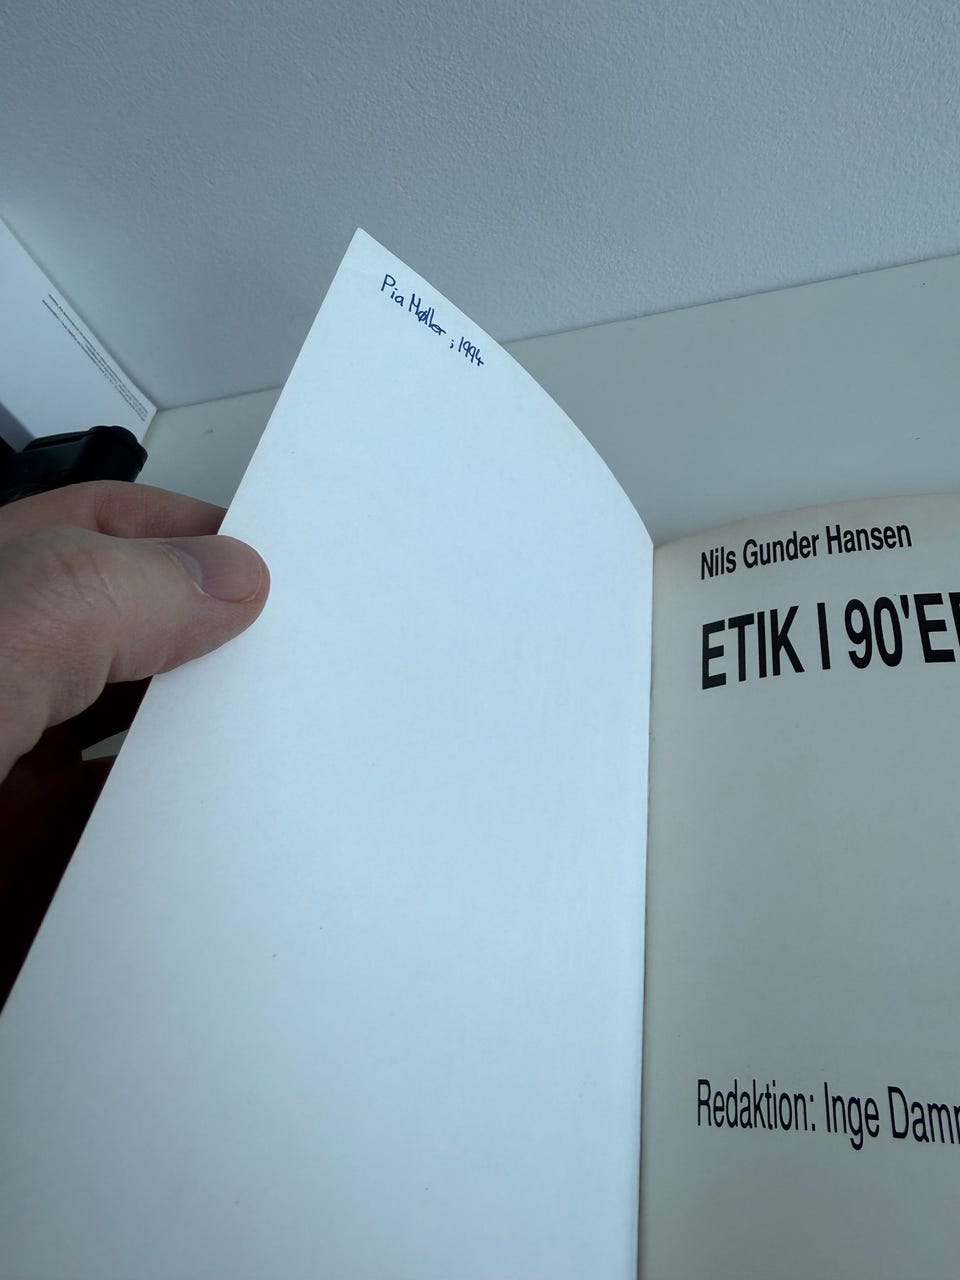 Pia Møller ; 1994
Nils Gunder Hansen
ETIK I 90'E
Redaktion: Inge Dam